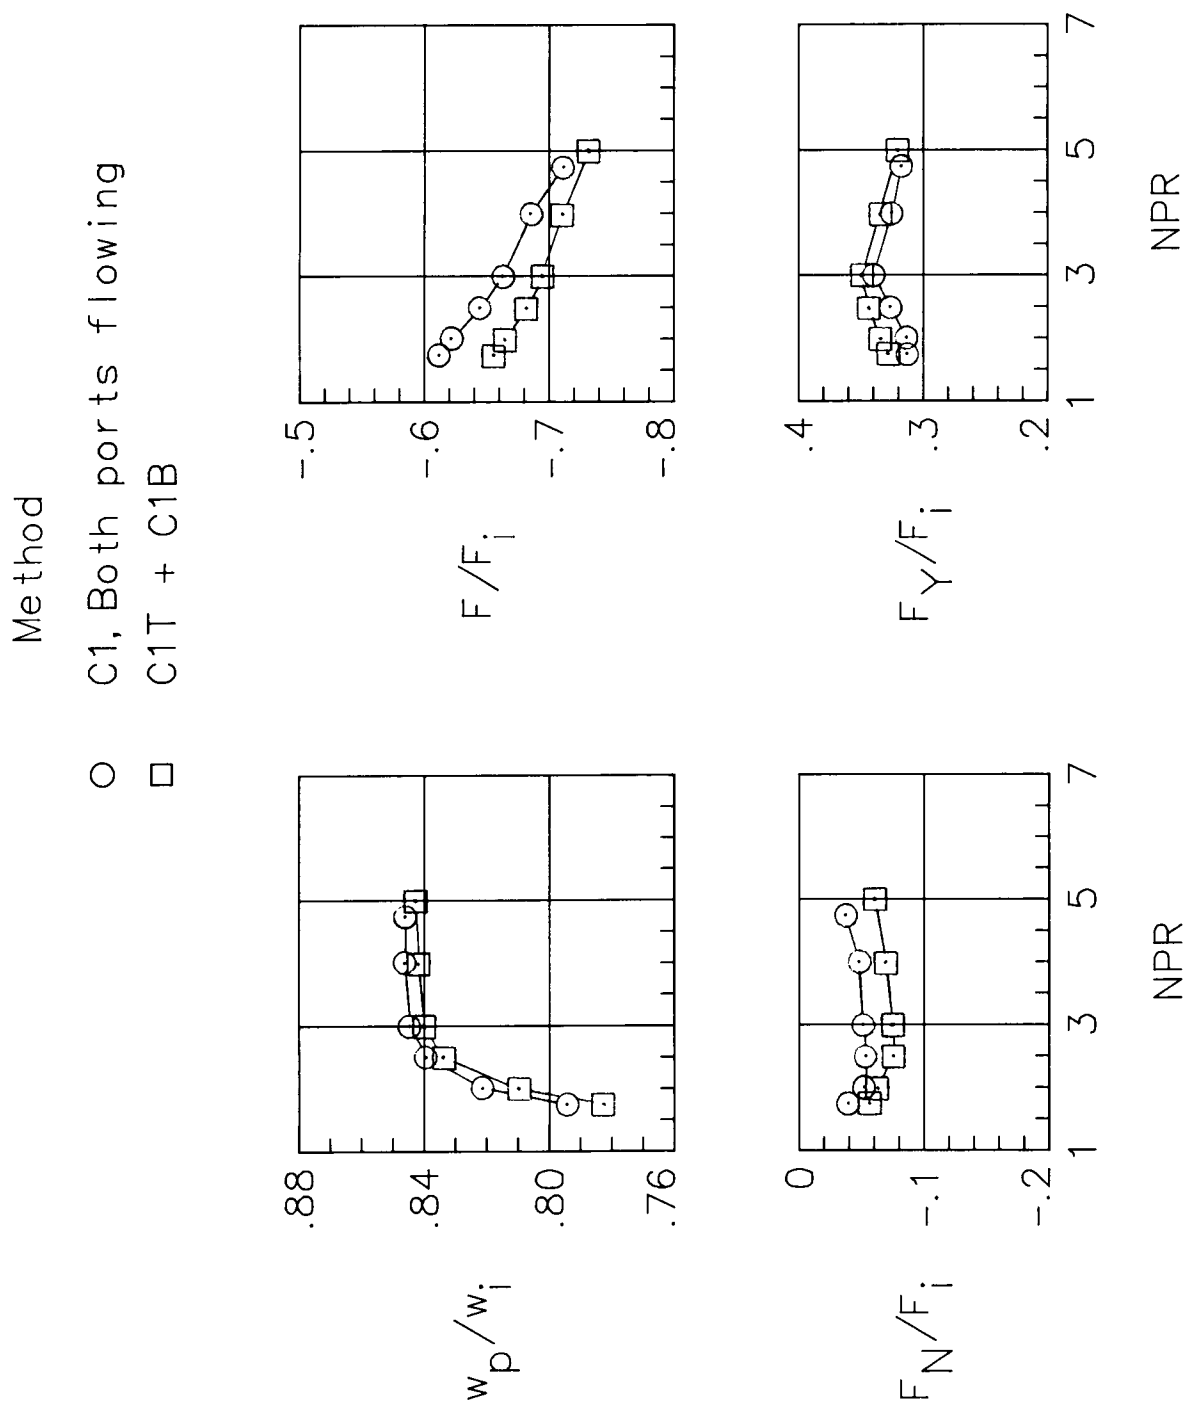 Method
○ C1, Both ports flowing
□ C1T + C1B
w_p/w_i
.88
.84
.80
.76
F/F_i
-.5
-.6
-.7
-.8
F_N/F_i
0
-.1
-.2
1 3 5 7
NPR
F_Y/F_i
.4
.3
.2
1 3 5 7
NPR